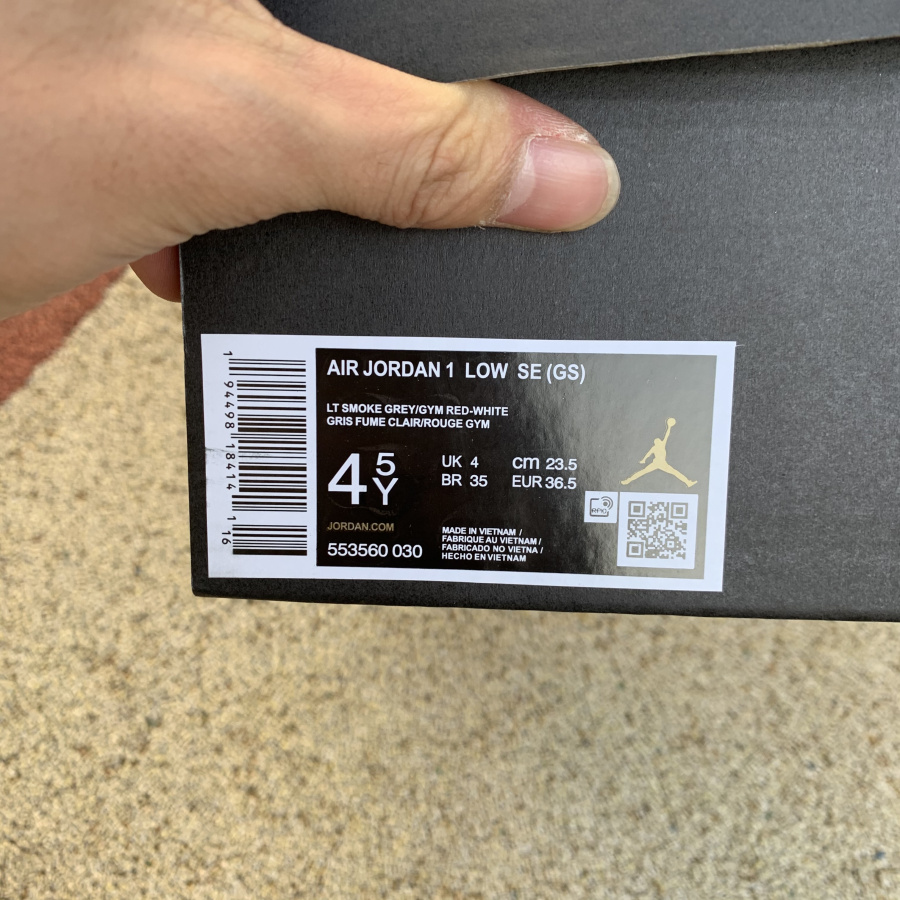 AIR JORDAN 1 LOW SE (GS)
LT SMOKE GREY/GYM RED-WHITE
GRIS FUME CLAIR/ROUGE GYM
4 5 Y
UK 4 cm 23.5
BR 35 EUR 36.5
JORDAN.COM
553560 030
MADE IN VIETNAM /
FABRIQUE AU VIETNAM /
FABRICADO NO VIETNA /
HECHO EN VIETNAM
1 94498 18414 1 16